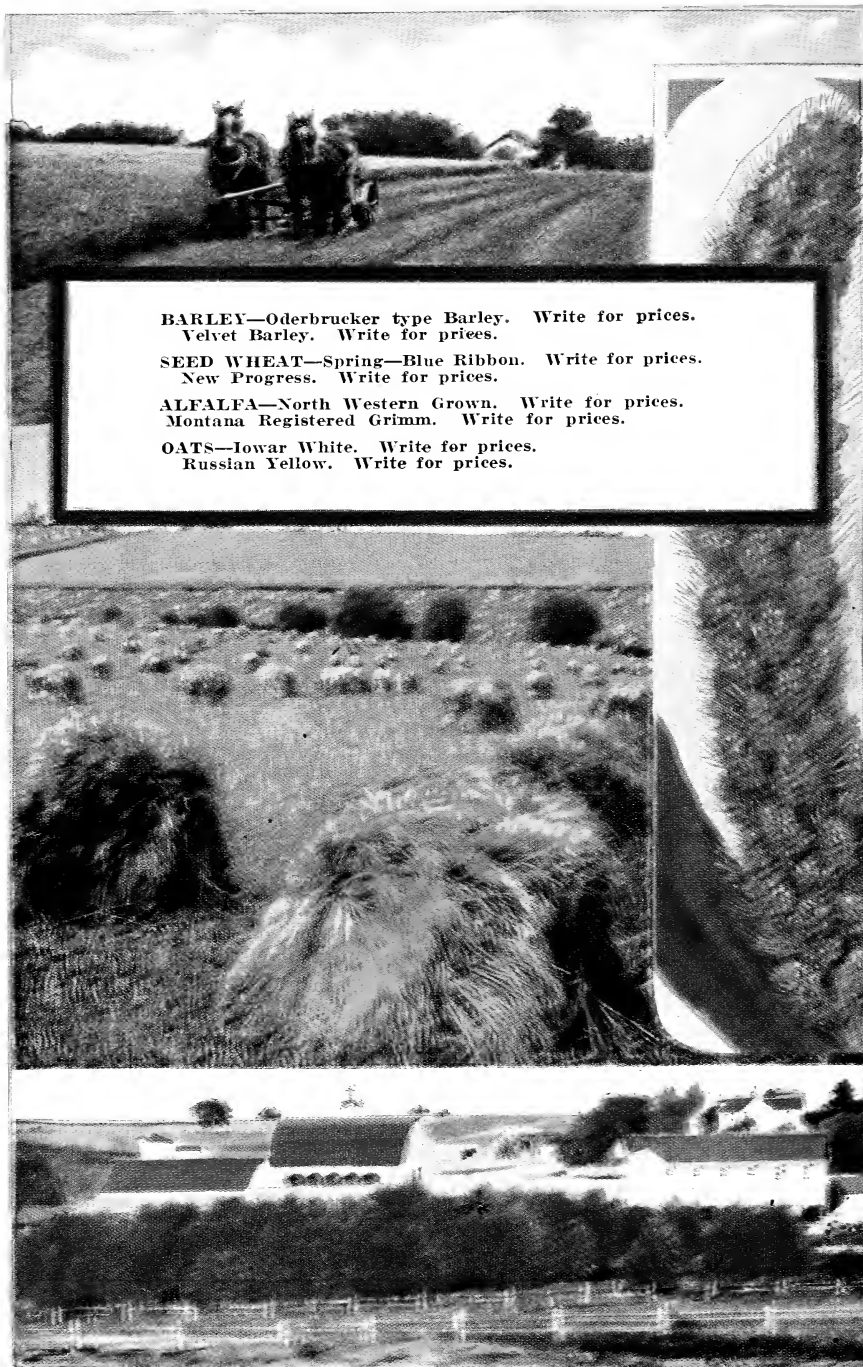 BARLEY—Oderbrucker type Barley. Write for prices.
Velvet Barley. Write for prices.
SEED WHEAT—Spring—Blue Ribbon. Write for prices.
New Progress. Write for prices.
ALFALFA—North Western Grown. Write for prices.
Montana Registered Grimm. Write for prices.
OATS—Iowar White. Write for prices.
Russian Yellow. Write for prices.